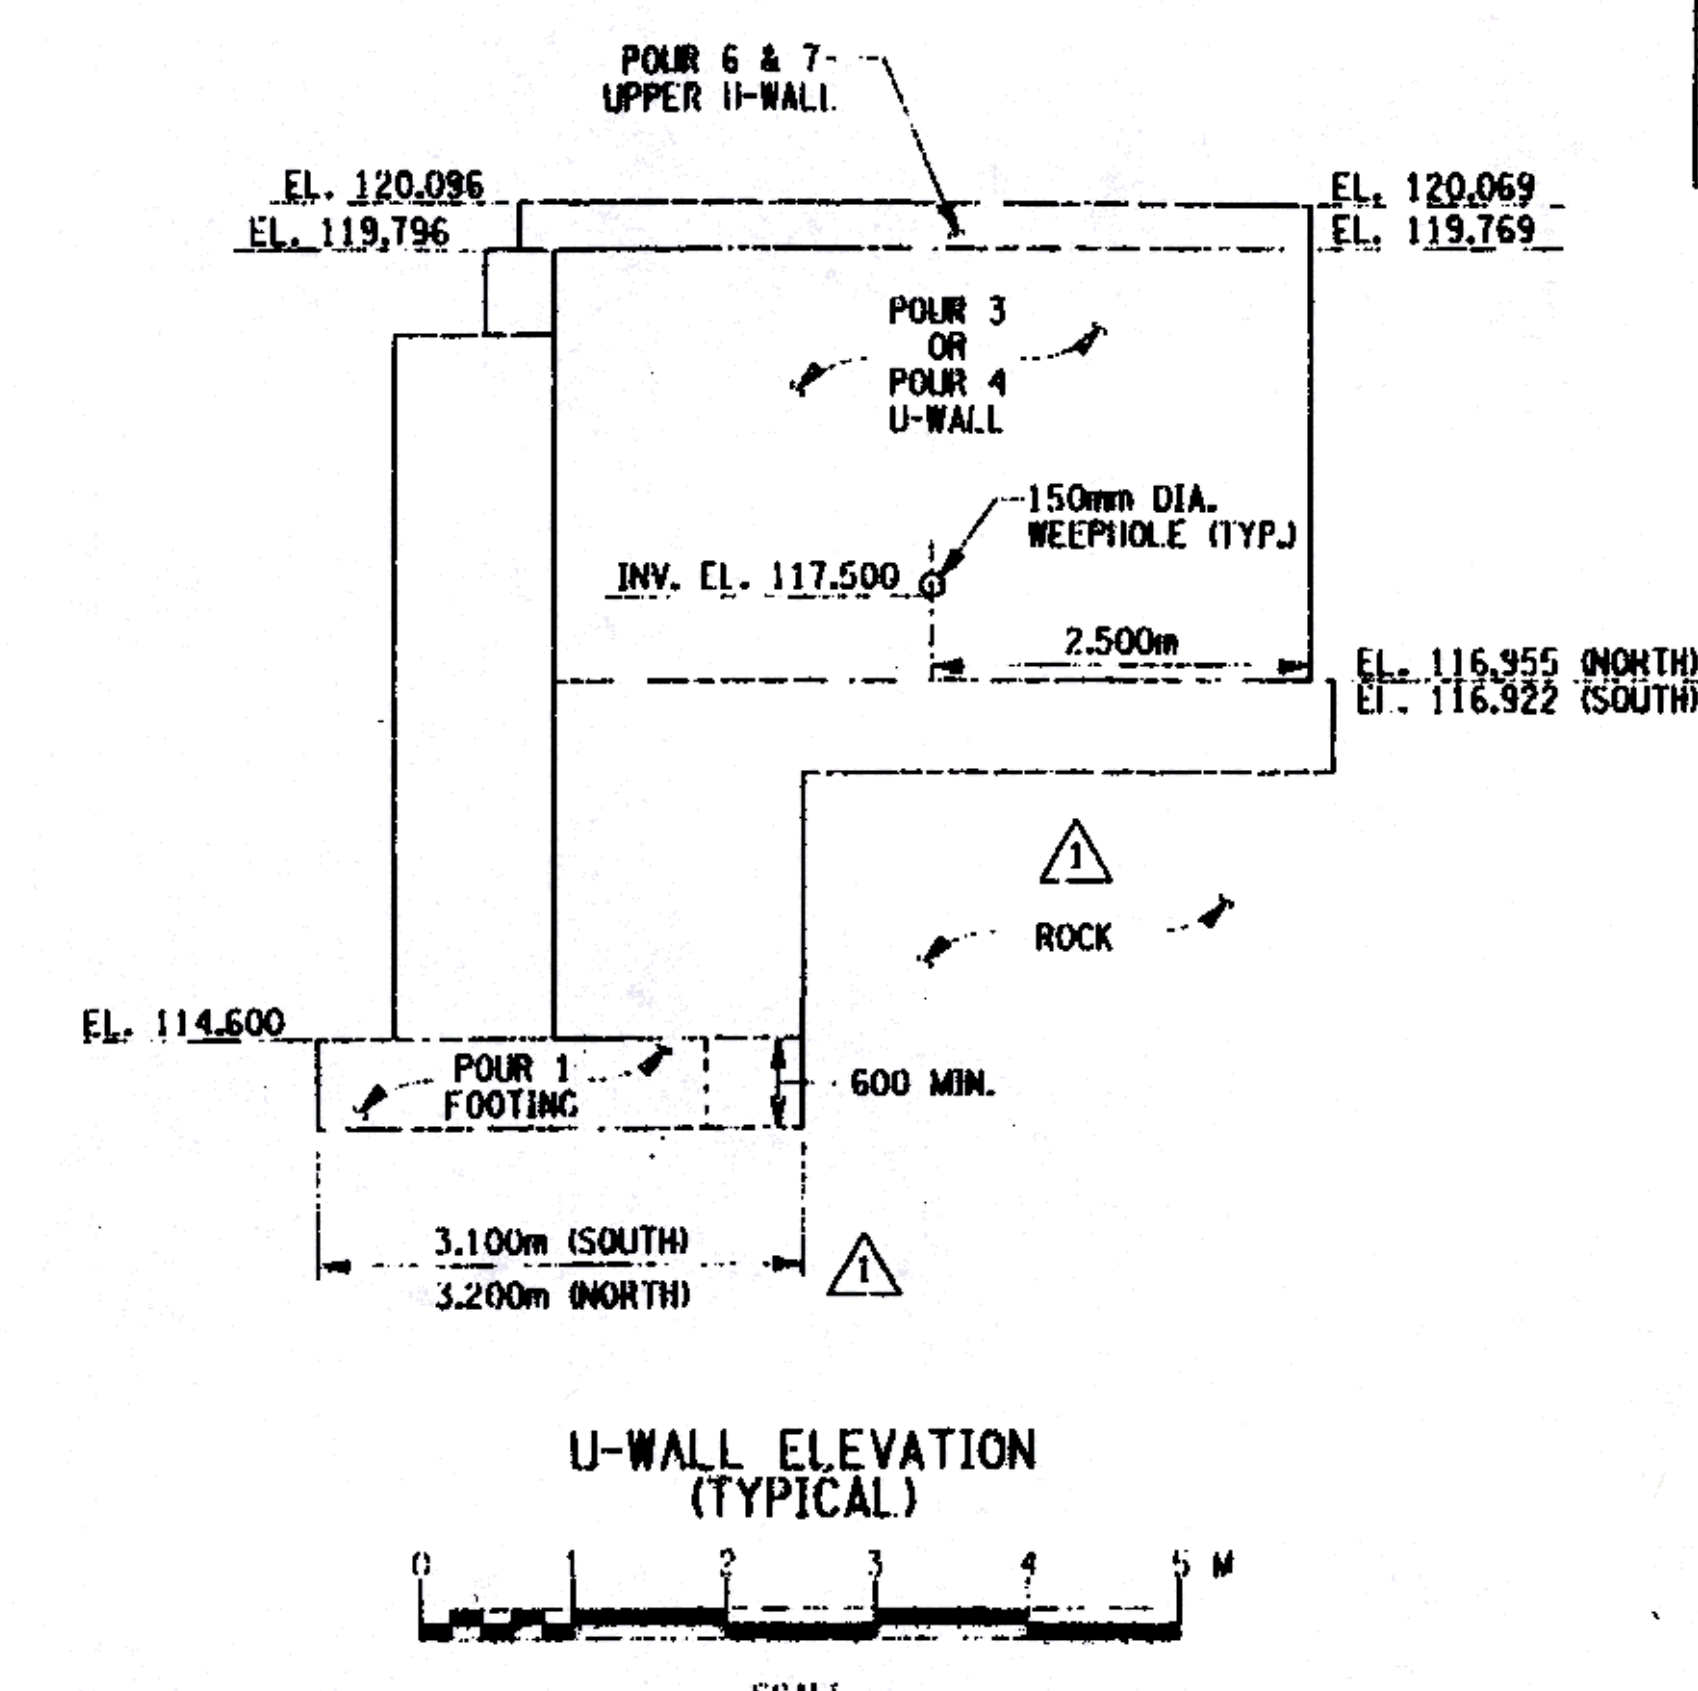 POUR 6 & 7
UPPER U-WALL
EL. 120.096
EL. 120.069
EL. 119.796
EL. 119.769
POUR 3
OR
POUR 4
U-WALL
150mm DIA.
WEEPHOLE (TYP.)
INV. EL. 117.500
2.500m
EL. 116.955 (NORTH)
EL. 116.922 (SOUTH)
1
ROCK
EL. 114.600
POUR 1
FOOTING
600 MIN.
3.100m (SOUTH)
3.200m (NORTH)
1
U-WALL ELEVATION
(TYPICAL)
0 1 2 3 4 5 M